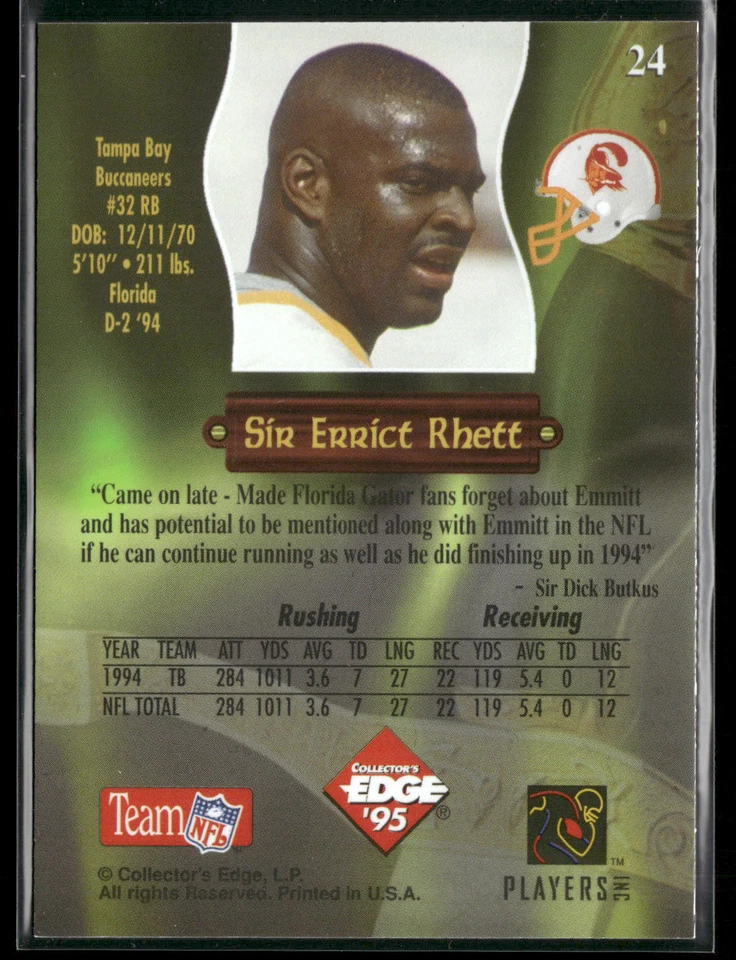 24
Tampa Bay
Buccaneers
#32 RB
DOB: 12/11/70
5'10" • 211 lbs.
Florida
D-2 '94
Sir Errict Rhett
“Came on late - Made Florida Gator fans forget about Emmitt
and has potential to be mentioned along with Emmitt in the NFL
if he can continue running as well as he did finishing up in 1994”
- Sir Dick Butkus
Rushing Receiving
YEAR TEAM ATT YDS AVG TD LNG REC YDS AVG TD LNG
1994 TB 284 1011 3.6 7 27 22 119 5.4 0 12
NFL TOTAL 284 1011 3.6 7 27 22 119 5.4 0 12
Collector's
EDGE
'95 ®
Team NFL
TM
PLAYERS INC
© Collector's Edge, L.P.
All rights Reserved. Printed in U.S.A.